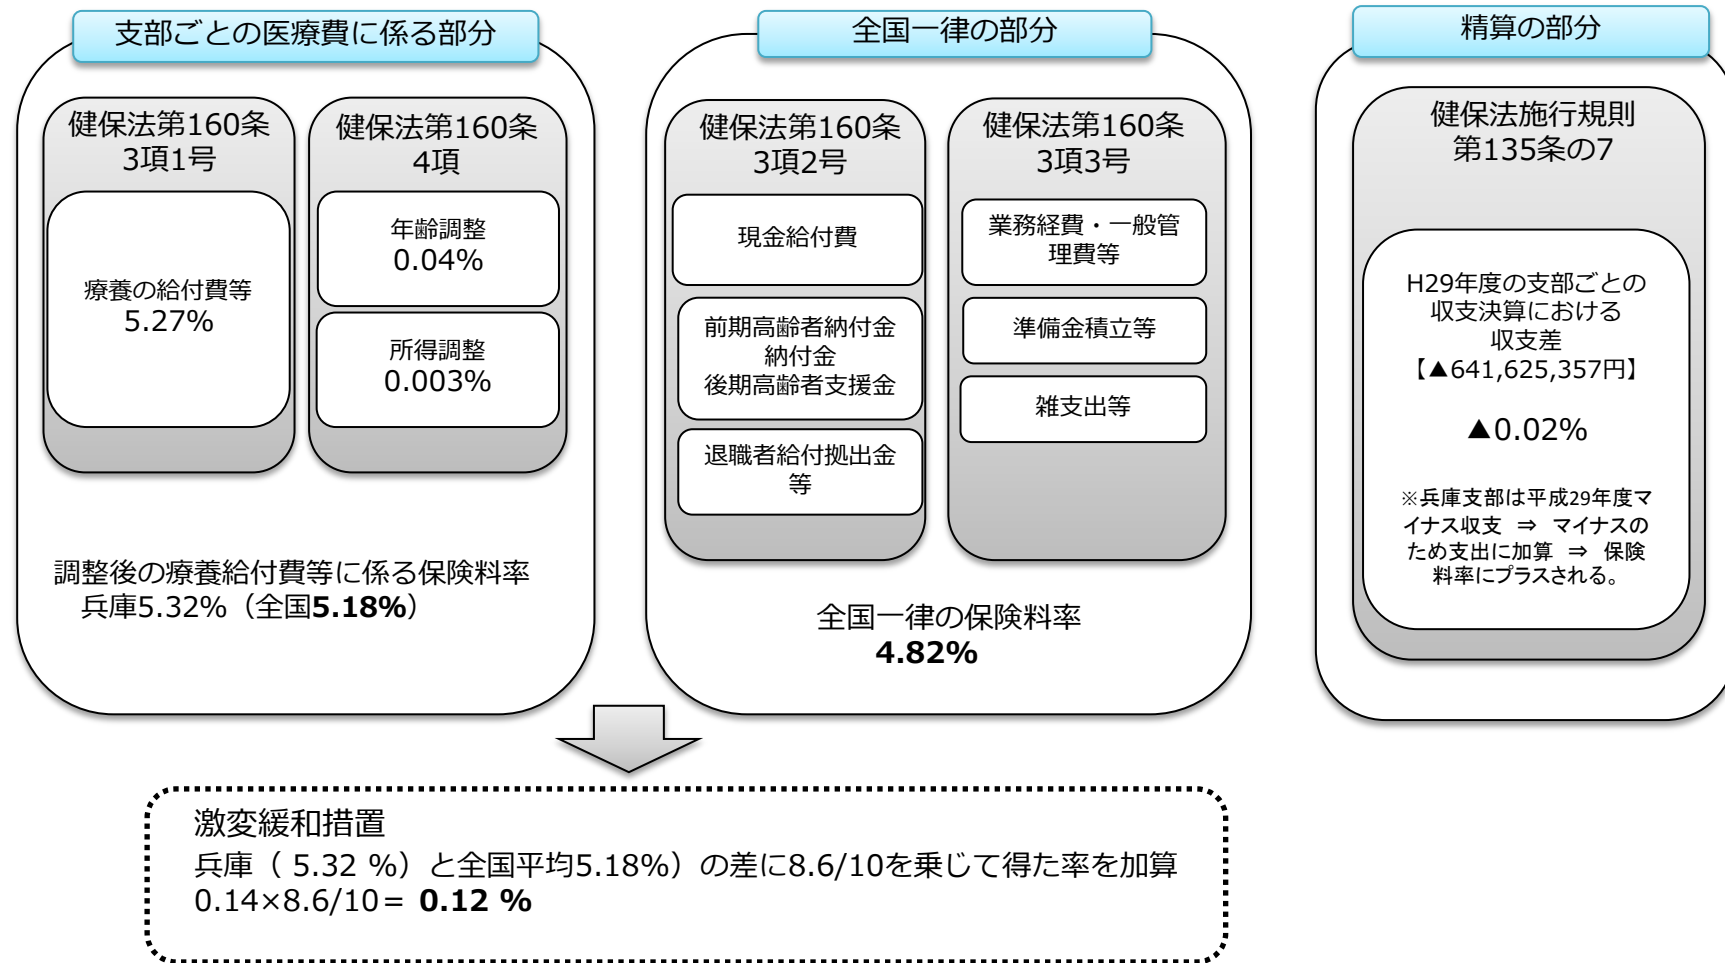 支部ごとの医療費に係る部分
健保法第160条
3項1号
療養の給付費等
5.27%
健保法第160条
4項
年齢調整
0.04%
所得調整
0.003%
調整後の療養給付費等に係る保険料率
兵庫5.32%（全国5.18%）
全国一律の部分
健保法第160条
3項2号
現金給付費
前期高齢者納付金
納付金
後期高齢者支援金
退職者給付拠出金
等
健保法第160条
3項3号
業務経費・一般管
理費等
準備金積立等
雑支出等
全国一律の保険料率
4.82%
精算の部分
健保法施行規則
第135条の7
H29年度の支部ごとの
収支決算における
収支差
【▲641,625,357円】
▲0.02%
※兵庫支部は平成29年度マ
イナス収支 ⇒ マイナスの
ため支出に加算 ⇒ 保険
料率にプラスされる。
激変緩和措置
兵庫（ 5.32 %）と全国平均5.18%）の差に8.6/10を乗じて得た率を加算
0.14×8.6/10＝ 0.12 %